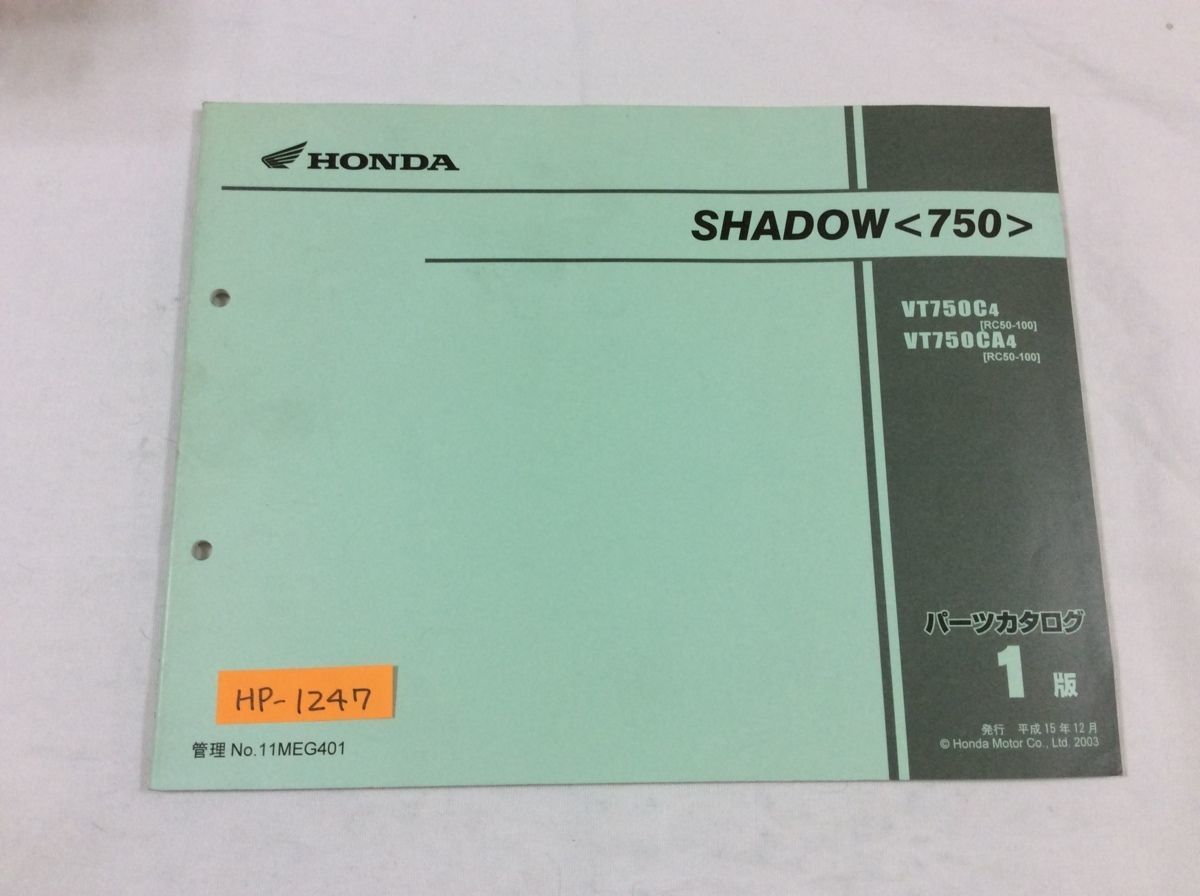 HONDA
SHADOW<750>
VT750C4
[RC50-100]
VT750CA4
[RC50-100]
パーツカタログ
1 版
発行 平成15年12月
© Honda Motor Co., Ltd. 2003
HP-1247
管理 No.11MEG401